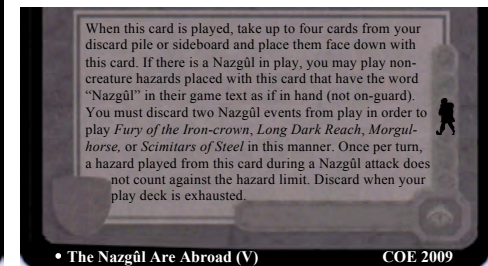 When this card is played, take up to four cards from your
discard pile or sideboard and place them face down with
this card. If there is a Nazgûl in play, you may play non-
creature hazards placed with this card that have the word
“Nazgûl” in their game text as if in hand (not on-guard).
You must discard two Nazgûl events from play in order to
play Fury of the Iron-crown, Long Dark Reach, Morgul-
horse, or Scimitars of Steel in this manner. Once per turn,
a hazard played from this card during a Nazgûl attack does
not count against the hazard limit. Discard when your
play deck is exhausted.
• The Nazgûl Are Abroad (V) COE 2009